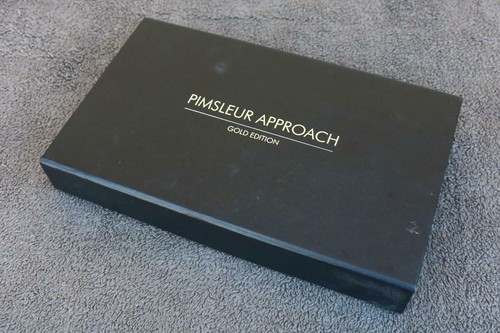 PIMSLEUR APPROACH
GOLD EDITION